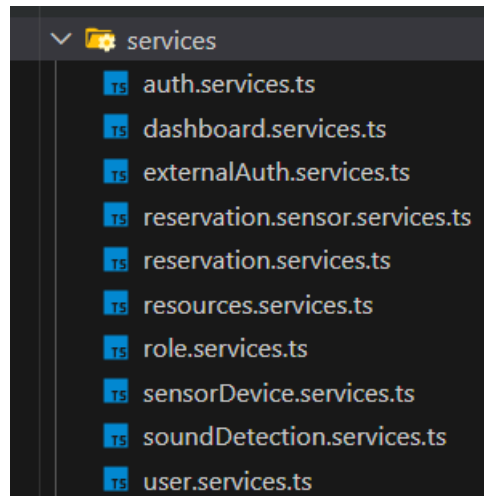 services
TS auth.services.ts
TS dashboard.services.ts
TS externalAuth.services.ts
TS reservation.sensor.services.ts
TS reservation.services.ts
TS resources.services.ts
TS role.services.ts
TS sensorDevice.services.ts
TS soundDetection.services.ts
TS user.services.ts